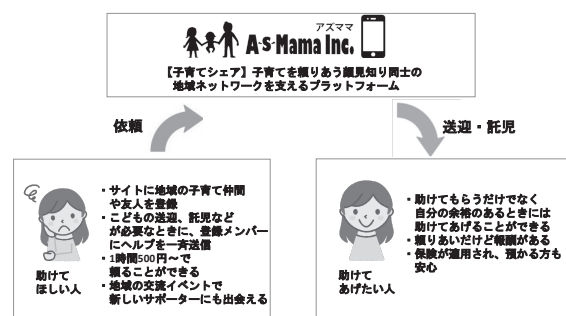 アズママ
A-S-Mama Inc.
【子育てシェア】子育てを頼りあう顔見知り同士の
地域ネットワークを支えるプラットフォーム
依頼
送迎・託児
・サイトに地域の子育て仲間
や友人を登録
・こどもの送迎、託児など
が必要なときに、登録メンバー
にヘルプを一斉送信
・1時間500円～で
頼ることができる
・地域の交流イベントで
新しいサポーターにも出会える
助けて
ほしい人
・助けてもらうだけでなく
自分の余裕のあるときには
助けてあげることができる
・頼りあいだけど報酬がある
・保険が適用され、預かる方も
安心
助けて
あげたい人